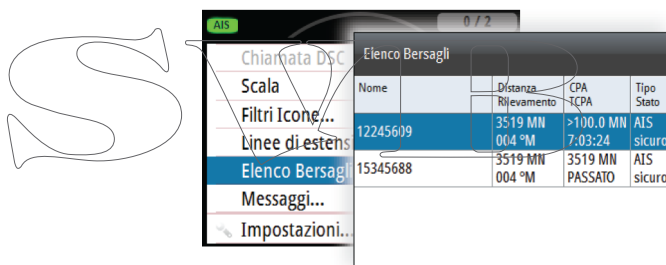 AIS
0 / 2
Chiamata DSC
Scala
Filtri Icone...
Linee di estens
Elenco Bersagli
Messaggi...
Impostazioni...
Elenco Bersagli
Nome Distanza Rilevamento CPA TCPA Tipo Stato
12245609 3519 MN 004 °M >100.0 MN 7:03:24 AIS sicuro
15345688 3519 MN 004 °M 3519 MN PASSATO AIS sicuro